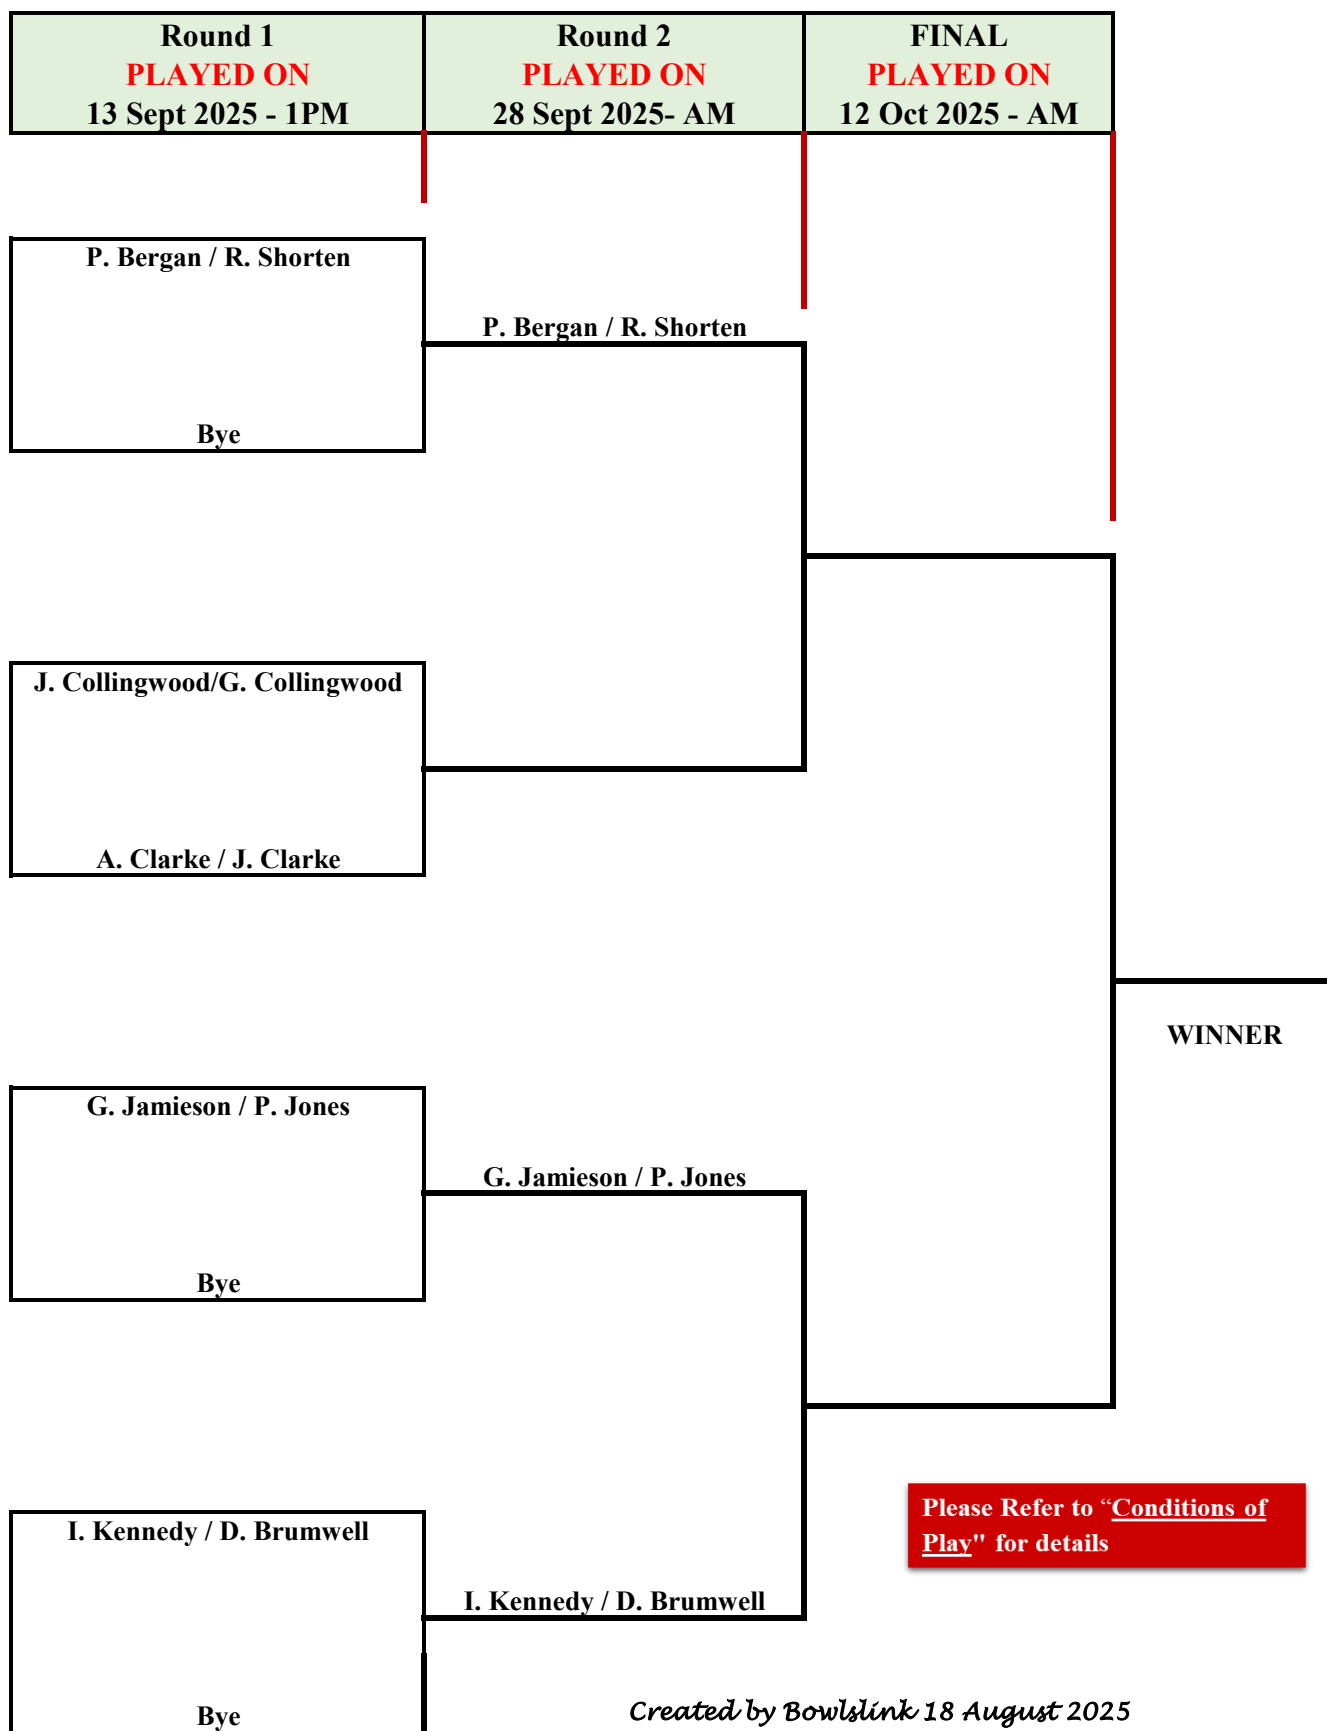 Round 1
PLAYED ON
13 Sept 2025 - 1PM
Round 2
PLAYED ON
28 Sept 2025- AM
FINAL
PLAYED ON
12 Oct 2025 - AM
P. Bergan / R. Shorten
P. Bergan / R. Shorten
Bye
J. Collingwood/G. Collingwood
A. Clarke / J. Clarke
WINNER
G. Jamieson / P. Jones
G. Jamieson / P. Jones
Bye
Please Refer to “Conditions of
Play" for details
I. Kennedy / D. Brumwell
I. Kennedy / D. Brumwell
Bye
Created by Bowlslink 18 August 2025